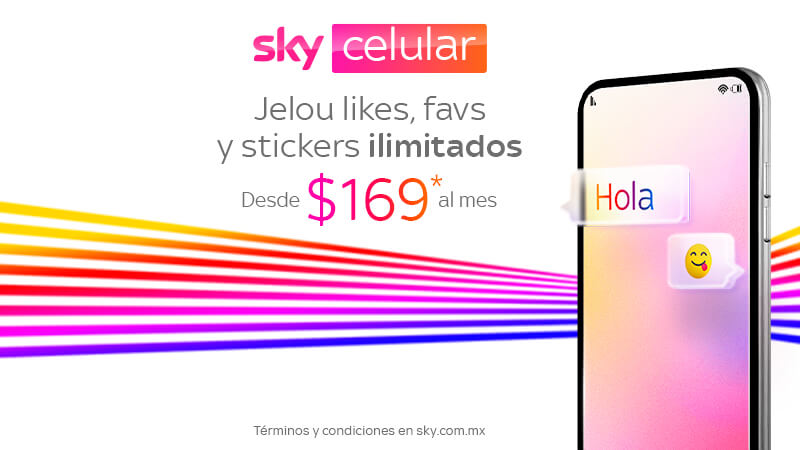 sky celular
Jelou likes, favs
y stickers ilimitados
Desde $169* al mes
Hola
Términos y condiciones en sky.com.mx